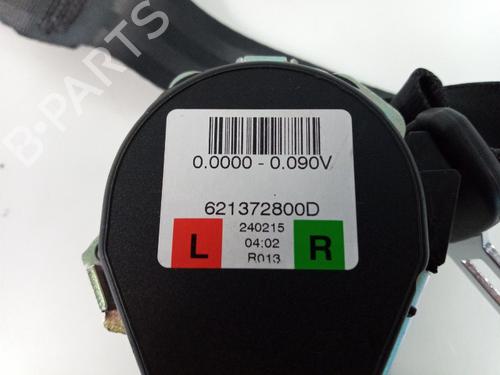 B-PARTS
0.0000 - 0.090V
621372800D
L
240215
04:02
R013
R